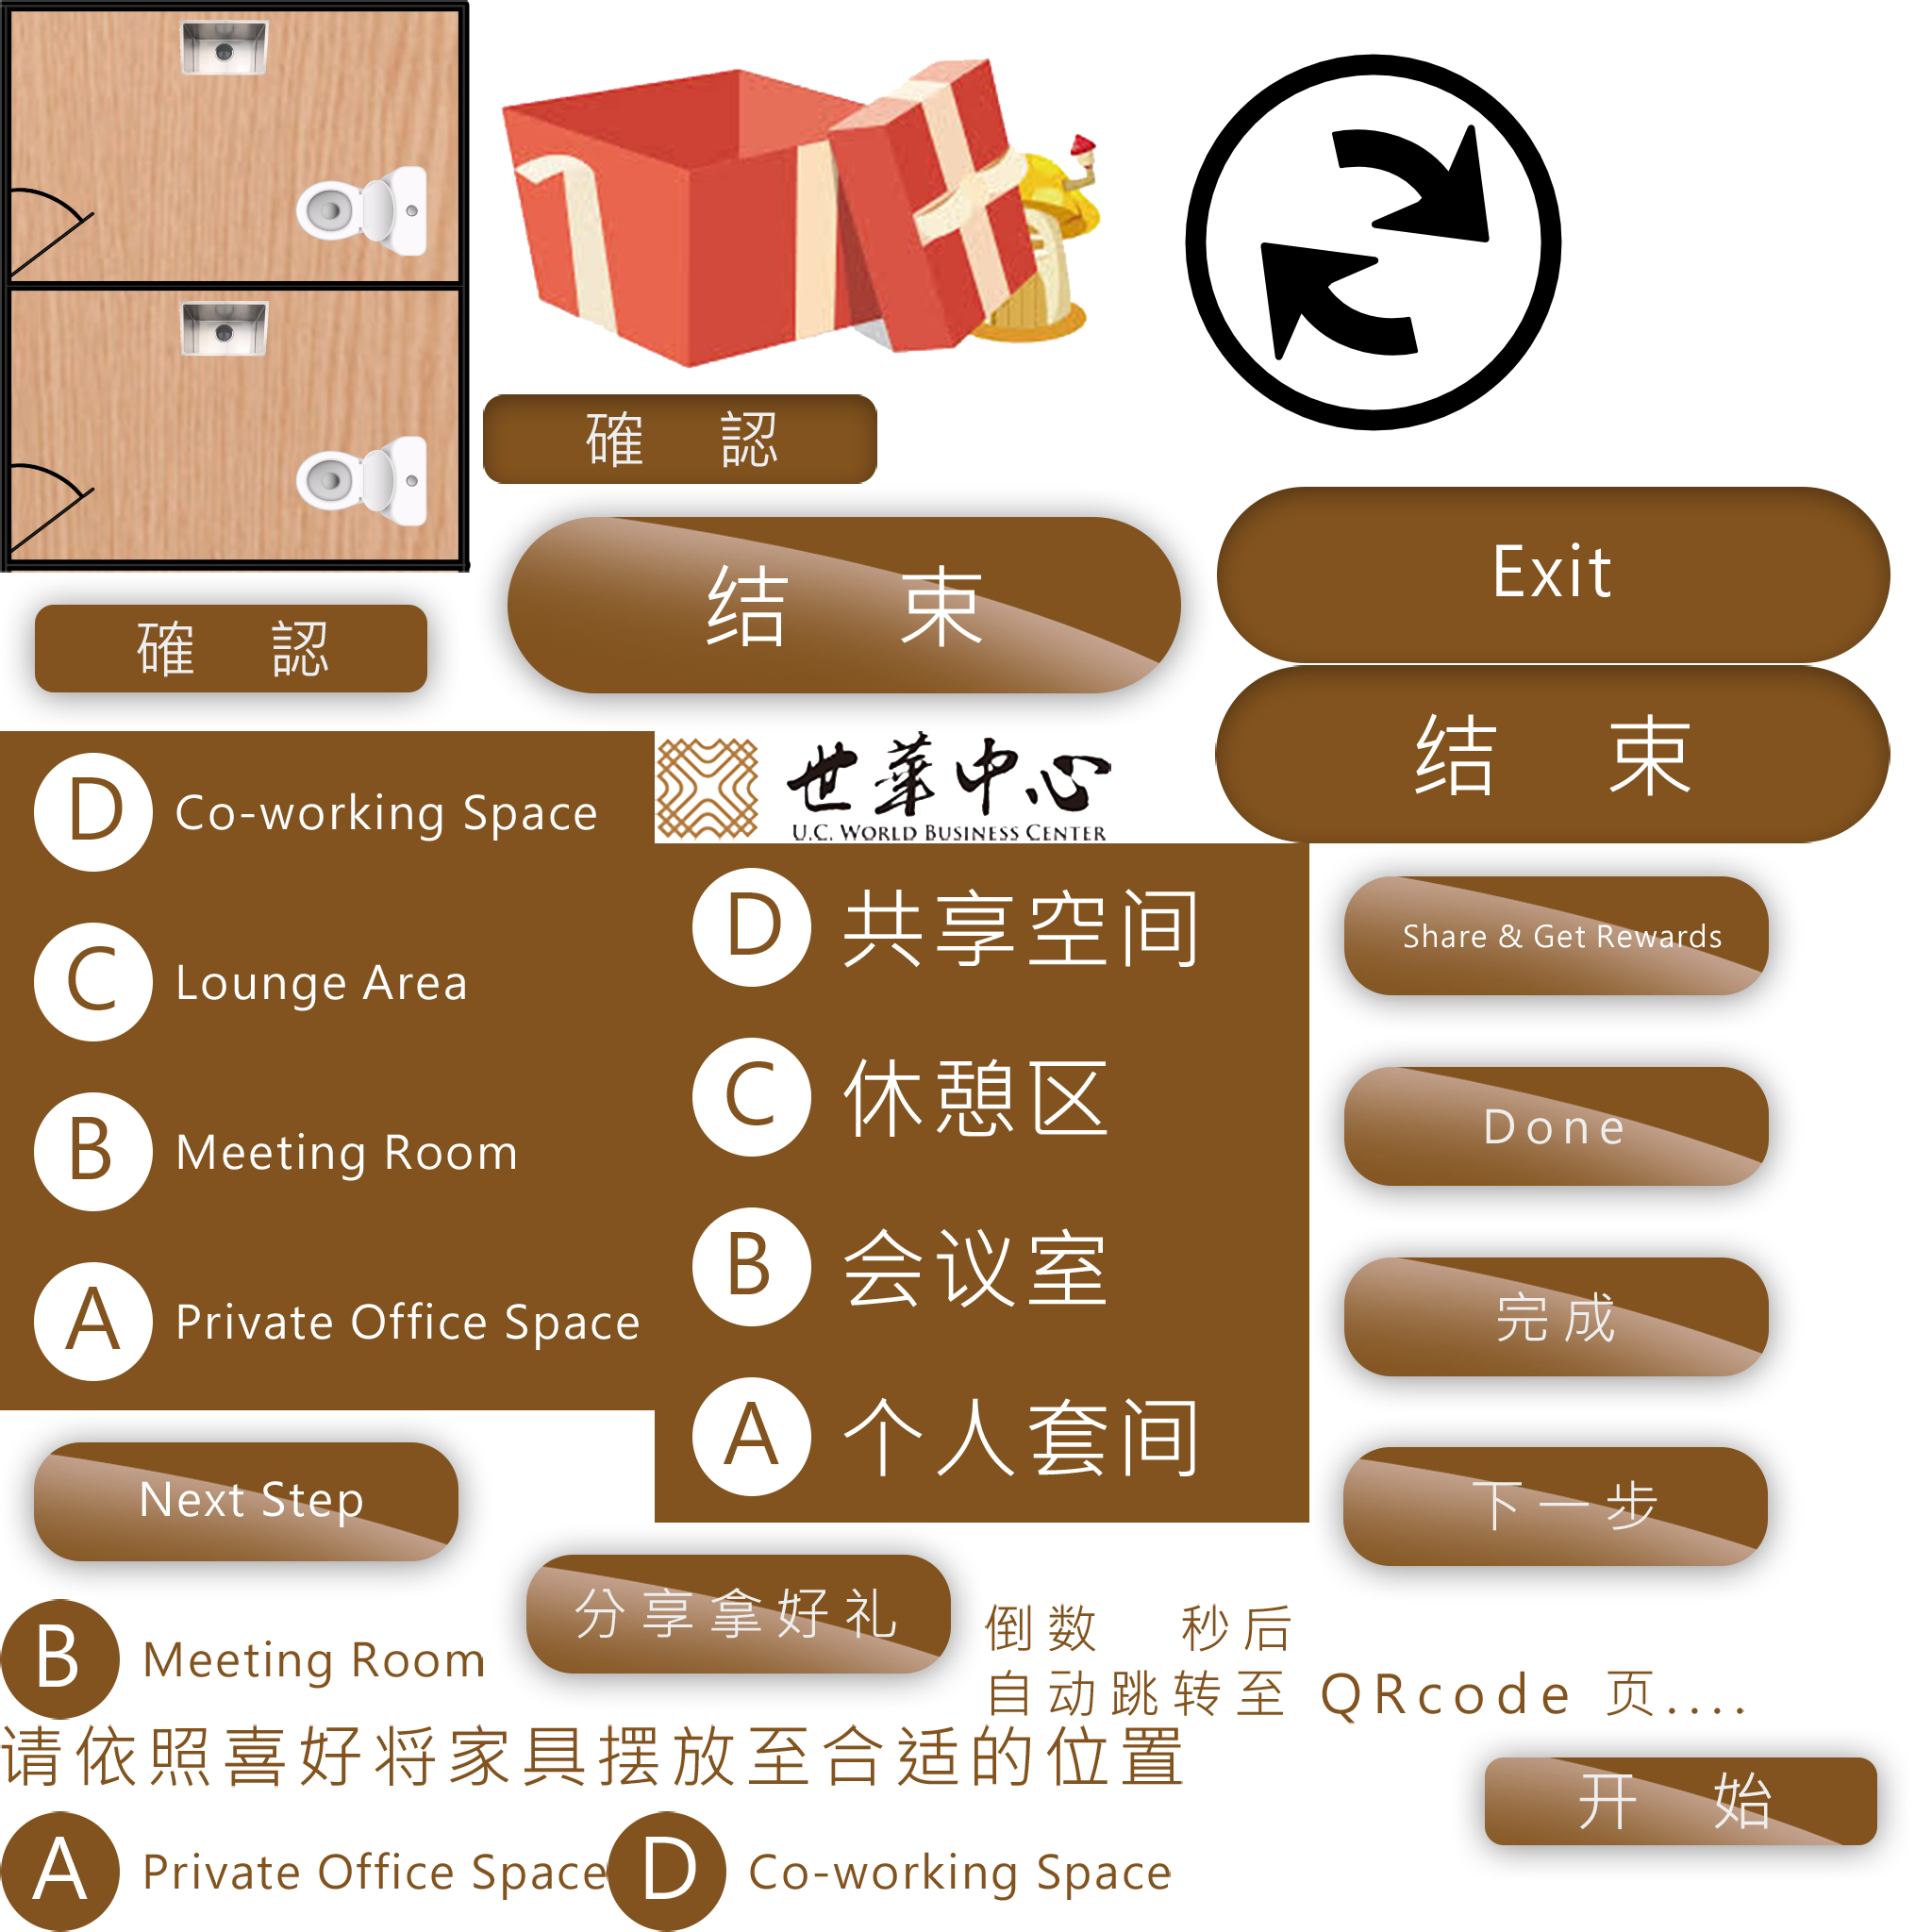 確 認
结 束
Exit
確 認
结 束
世華中心
U.C. WORLD BUSINESS CENTER
D Co-working Space
C Lounge Area
B Meeting Room
A Private Office Space
D 共享空间
C 休憩区
B 会议室
A 个人套间
Share & Get Rewards
Done
完成
下一步
Next Step
分享拿好礼
倒数 秒后
自动跳转至 QRcode 页....
B Meeting Room
请依照喜好将家具摆放至合适的位置
开 始
A Private Office Space
D Co-working Space